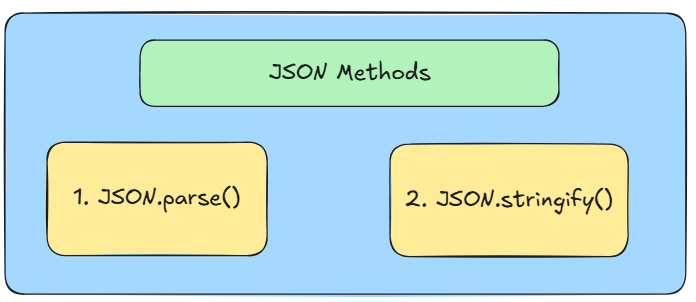 JSON Methods
1. JSON.parse()
2. JSON.stringify()